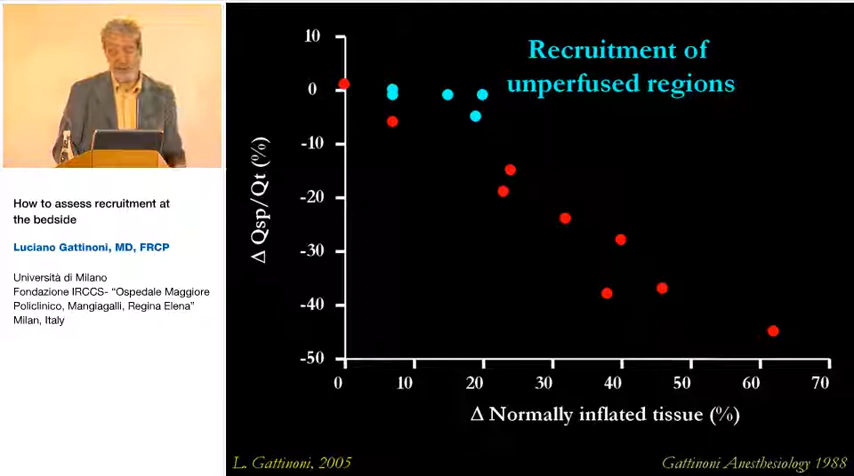 How to assess recruitment at
the bedside
Luciano Gattinoni, MD, FRCP
Università di Milano
Fondazione IRCCS- “Ospedale Maggiore
Policlinico, Mangiagalli, Regina Elena”
Milan, Italy
Recruitment of
unperfused regions
Δ Qsp/Qt (%)
10
0
-10
-20
-30
-40
-50
0 10 20 30 40 50 60 70
Δ Normally inflated tissue (%)
L. Gattinoni, 2005
Gattinoni Anesthesiology 1988